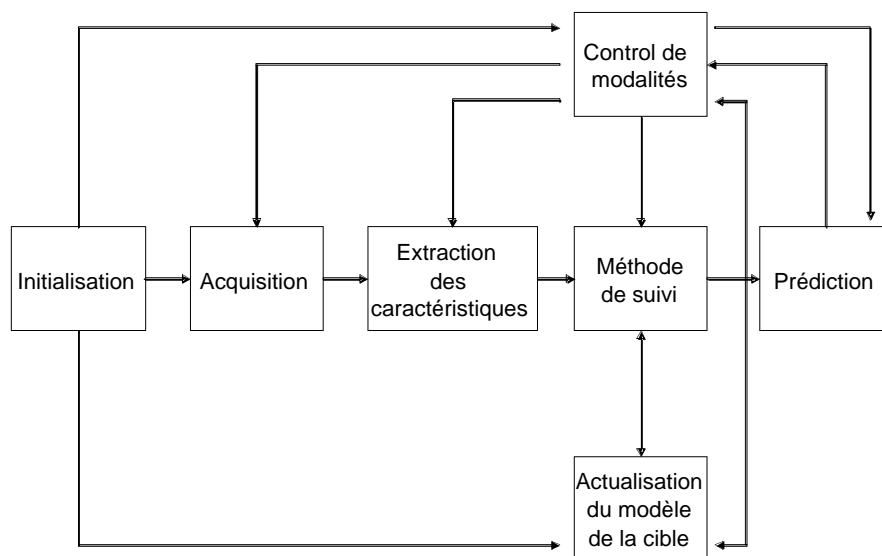 Control de
modalités
Initialisation
Acquisition
Extraction
des
caractéristiques
Méthode
de suivi
Prédiction
Actualisation
du modèle
de la cible